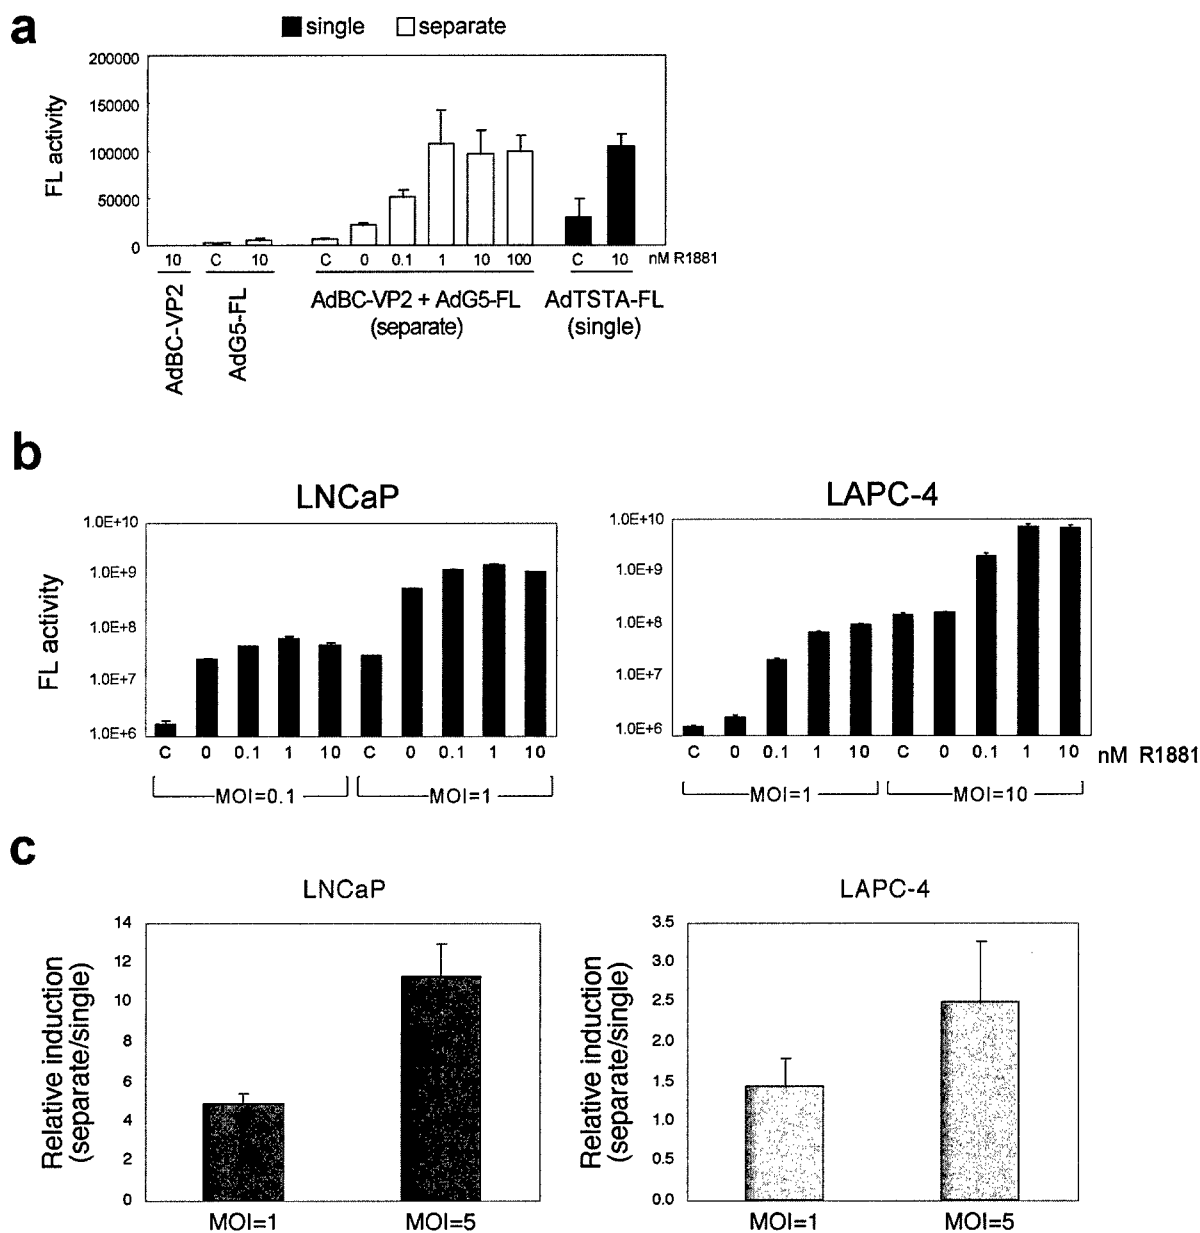 a
single separate
FL activity
200000
150000
100000
50000
0
10 C 10 C 0 0.1 1 10 100 C 10 nM R1881
AdBC-VP2
AdG5-FL
AdBC-VP2 + AdG5-FL
(separate)
AdTSTA-FL
(single)
b
LNCaP
FL activity
1.0E+10
1.0E+9
1.0E+8
1.0E+7
1.0E+6
C 0 0.1 1 10 C 0 0.1 1 10
MOI=0.1 MOI=1
LAPC-4
1.0E+10
1.0E+9
1.0E+8
1.0E+7
1.0E+6
C 0 0.1 1 10 C 0 0.1 1 10 nM R1881
MOI=1 MOI=10
c
LNCaP
Relative induction
(separate/single)
14
12
10
8
6
4
2
0
MOI=1 MOI=5
LAPC-4
Relative induction
(separate/single)
3.5
3.0
2.5
2.0
1.5
1.0
0.5
0.0
MOI=1 MOI=5